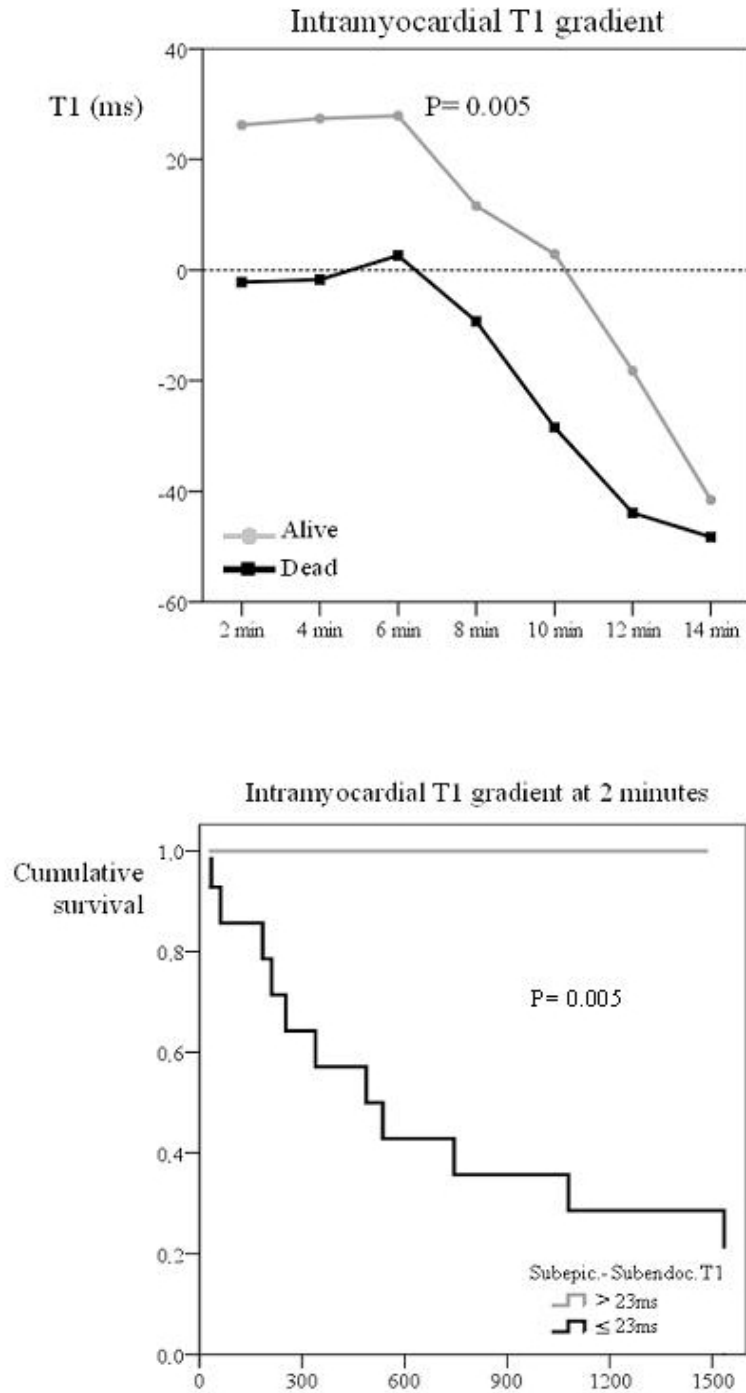 Intramyocardial T1 gradient
40
T1 (ms)
P= 0.005
20
0
-20
-40
Alive
Dead
-60
2 min 4 min 6 min 8 min 10 min 12 min 14 min
Intramyocardial T1 gradient at 2 minutes
1.0
Cumulative
survival
0.8
P= 0.005
0.6
0.4
0.2
Subepic.- Subendoc. T1
> 23ms
≤ 23ms
0.0
0 300 600 900 1200 1500